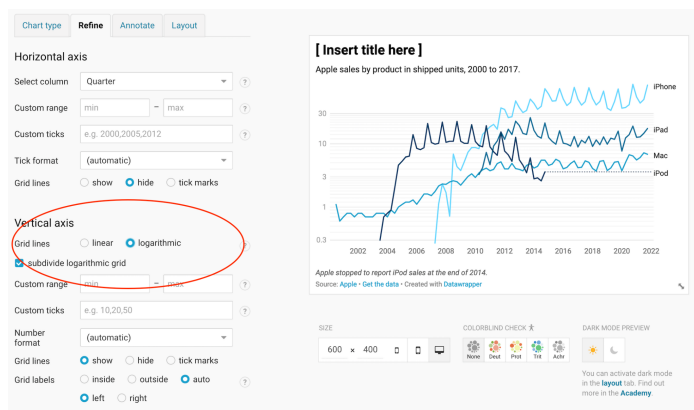 Chart type Refine Annotate Layout
Horizontal axis
Select column Quarter ?
Custom range min – max ?
Custom ticks e.g. 2000,2005,2012 ?
Tick format (automatic) ?
Grid lines show hide tick marks
Vertical axis
Grid lines linear logarithmic ?
subdivide logarithmic grid
Custom range min – max ?
Custom ticks e.g. 10,20,50 ?
Number
format (automatic)
Grid lines show hide tick marks
Grid labels inside outside auto ?
left right
[ Insert title here ]
Apple sales by product in shipped units, 2000 to 2017.
iPhone
30
iPad
10
Mac
3
iPod
1
0.3
2002 2004 2006 2008 2010 2012 2014 2016 2018 2020 2022
Apple stopped to report iPod sales at the end of 2014.
Source: Apple • Get the data • Created with Datawrapper
SIZE COLORBLIND CHECK DARK MODE PREVIEW
600 × 400
None Deut Prot Trit Achr
You can activate dark mode
in the layout tab. Find out
more in the Academy.